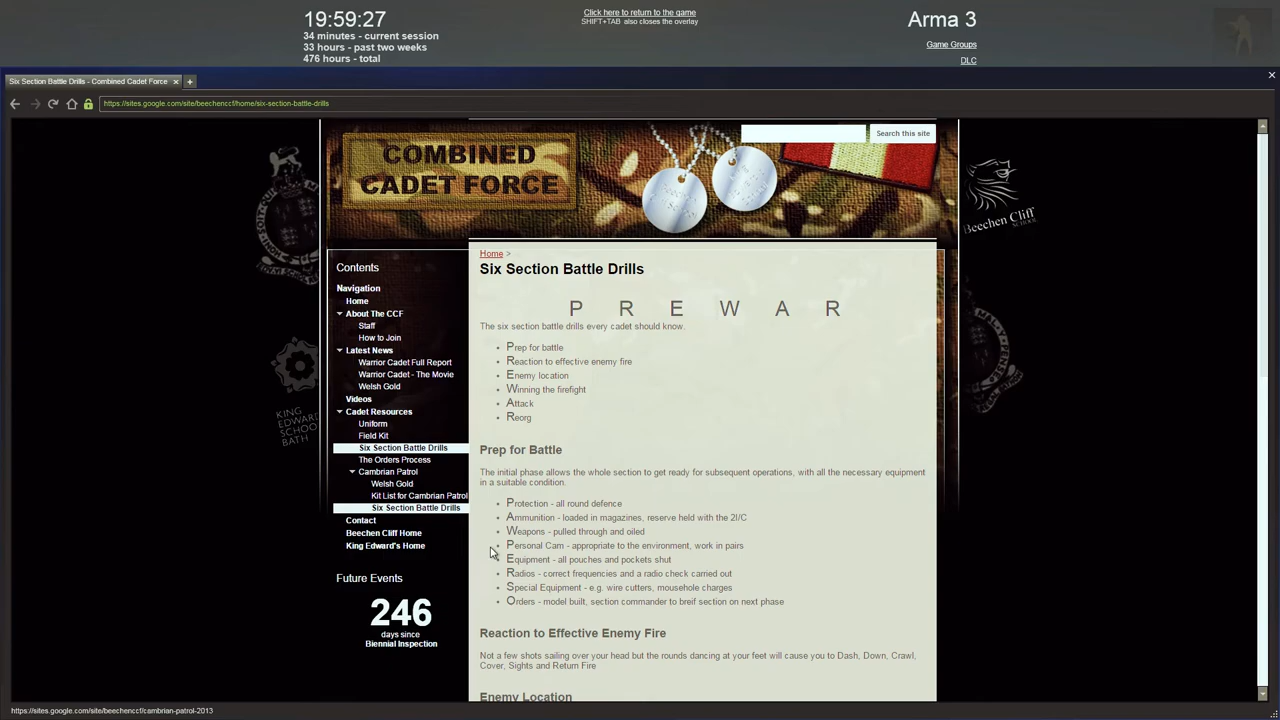 19:59:27
34 minutes - current session
33 hours - past two weeks
476 hours - total
Click here to return to the game
SHIFT+TAB also closes the overlay
Arma 3
Game Groups
DLC
Six Section Battle Drills - Combined Cadet Force
https://sites.google.com/site/beechenccf/home/six-section-battle-drills
COMBINED
CADET FORCE
Search this site
Beechen Cliff
SCHOOL
KING
EDWARD'S
SCHOOL
BATH
Contents
Navigation
Home
About The CCF
Staff
How to Join
Latest News
Warrior Cadet Full Report
Warrior Cadet - The Movie
Welsh Gold
Videos
Cadet Resources
Uniform
Field Kit
Six Section Battle Drills
The Orders Process
Cambrian Patrol
Welsh Gold
Kit List for Cambrian Patrol
Six Section Battle Drills
Contact
Beechen Cliff Home
King Edward's Home
Future Events
246
days since
Biennial Inspection
Home >
Six Section Battle Drills
P R E W A R
The six section battle drills every cadet should know.
Prep for battle
Reaction to effective enemy fire
Enemy location
Winning the firefight
Attack
Reorg
Prep for Battle
The initial phase allows the whole section to get ready for subsequent operations, with all the necessary equipment
in a suitable condition.
Protection - all round defence
Ammunition - loaded in magazines, reserve held with the 2I/C
Weapons - pulled through and oiled
Personal Cam - appropriate to the environment, work in pairs
Equipment - all pouches and pockets shut
Radios - correct frequencies and a radio check carried out
Special Equipment - e.g. wire cutters, mousehole charges
Orders - model built, section commander to breif section on next phase
Reaction to Effective Enemy Fire
Not a few shots sailing over your head but the rounds dancing at your feet will cause you to Dash, Down, Crawl,
Cover, Sights and Return Fire
Enemy Location
https://sites.google.com/site/beechenccf/cambrian-patrol-2013